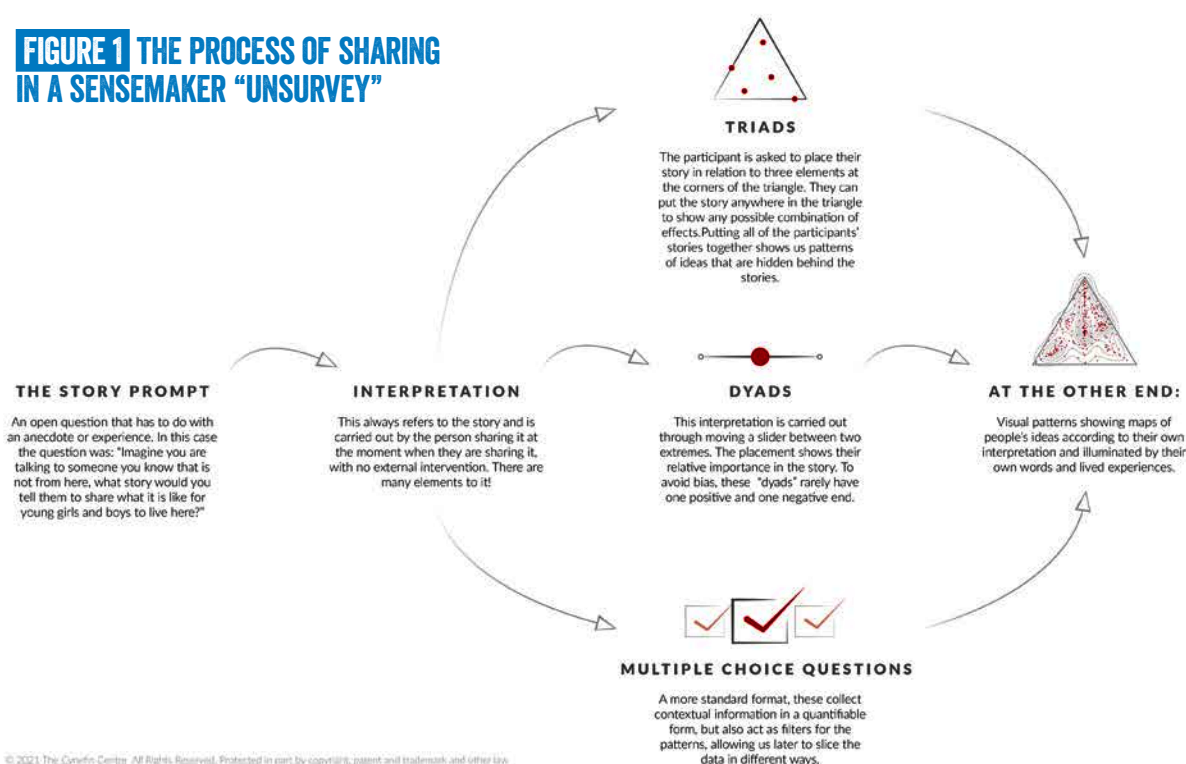 FIGURE 1 THE PROCESS OF SHARING
IN A SENSEMAKER “UNSURVEY”
TRIADS
The participant is asked to place their
story in relation to three elements at
the corners of the triangle. They can
put the story anywhere in the triangle
to show any possible combination of
effects.Putting all of the participants'
stories together shows us patterns
of ideas that are hidden behind the
stories.
THE STORY PROMPT
An open question that has to do with
an anecdote or experience. In this case
the question was: "Imagine you are
talking to someone you know that is
not from here, what story would you
tell them to share what it is like for
young girls and boys to live here?"
INTERPRETATION
This always refers to the story and is
carried out by the person sharing it at
the moment when they are sharing it,
with no external intervention. There are
many elements to it!
DYADS
This interpretation is carried out
through moving a slider between two
extremes. The placement shows their
relative importance in the story. To
avoid bias, these "dyads" rarely have
one positive and one negative end.
AT THE OTHER END:
Visual patterns showing maps of
people's ideas according to their own
interpretation and illuminated by their
own words and lived experiences.
MULTIPLE CHOICE QUESTIONS
A more standard format, these collect
contextual information in a quantifiable
form, but also act as filters for the
patterns, allowing us later to slice the
data in different ways.
© 2021 The Cynefin Centre. All Rights Reserved. Protected in part by copyright, patent and trademark and other law